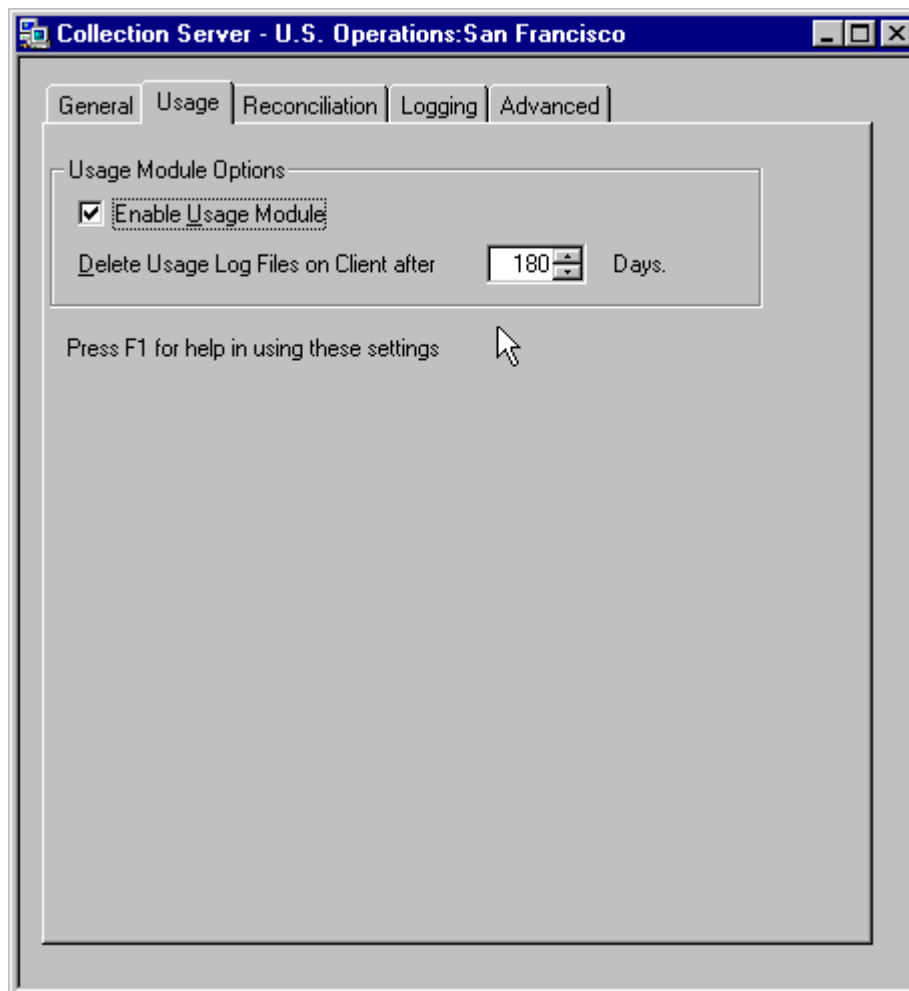 Collection Server - U.S. Operations:San Francisco
General Usage Reconciliation Logging Advanced
Usage Module Options
Enable Usage Module
Delete Usage Log Files on Client after 180 Days.
Press F1 for help in using these settings